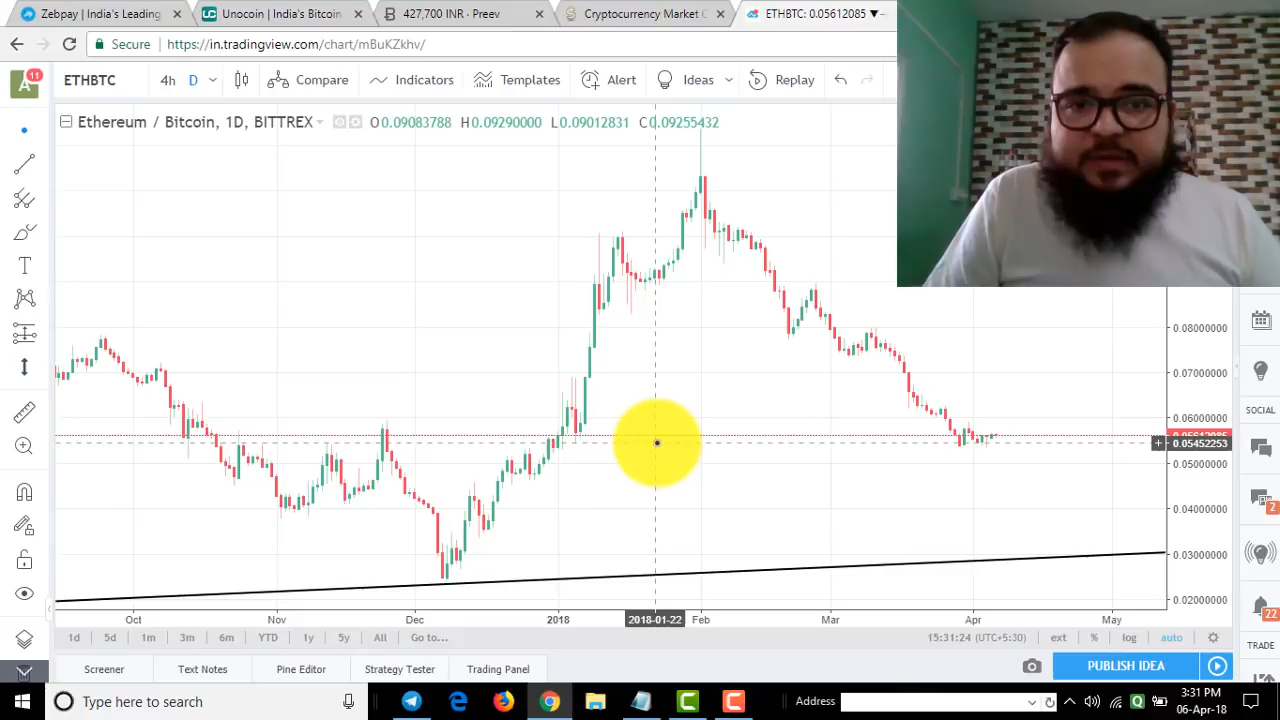 Zebpay | India's Leading
Unocoin | India's Bitcoin
427,700 INR - Preev
Cryptocurrency Market C
ETHBTC: 0.05612085 ▼
Secure | https://in.tradingview.com/chart/mBuKZkhv/
A 11
ETHBTC 4h D Compare Indicators Templates Alert Ideas Replay
Ethereum / Bitcoin, 1D, BITTREX O0.09083788 H0.09290000 L0.09012831 C0.09255432
0.08000000
0.07000000
0.06000000
0.05612085
0.05452253
0.05000000
0.04000000
0.03000000
0.02000000
SOCIAL
2
22
TRADE
Oct Nov Dec 2018 2018-01-22 Feb Mar Apr May
1d 5d 1m 3m 6m YTD 1y 5y All Go to... 15:31:24 (UTC+5:30) ext % log auto
Screener Text Notes Pine Editor Strategy Tester Trading Panel PUBLISH IDEA
Type here to search Address 3:31 PM
06-Apr-18